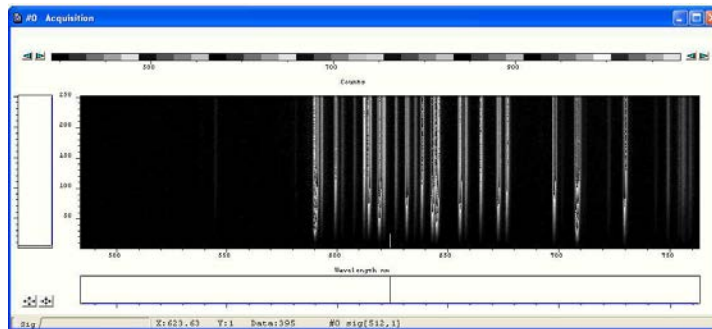 #0 Acquisition
500 700 900
Counts
250
200
150
100
50
500 550 600 650 700 750
Wavelength nm
Sig X:623.63 Y:1 Data:395 #0 sig[512,1]